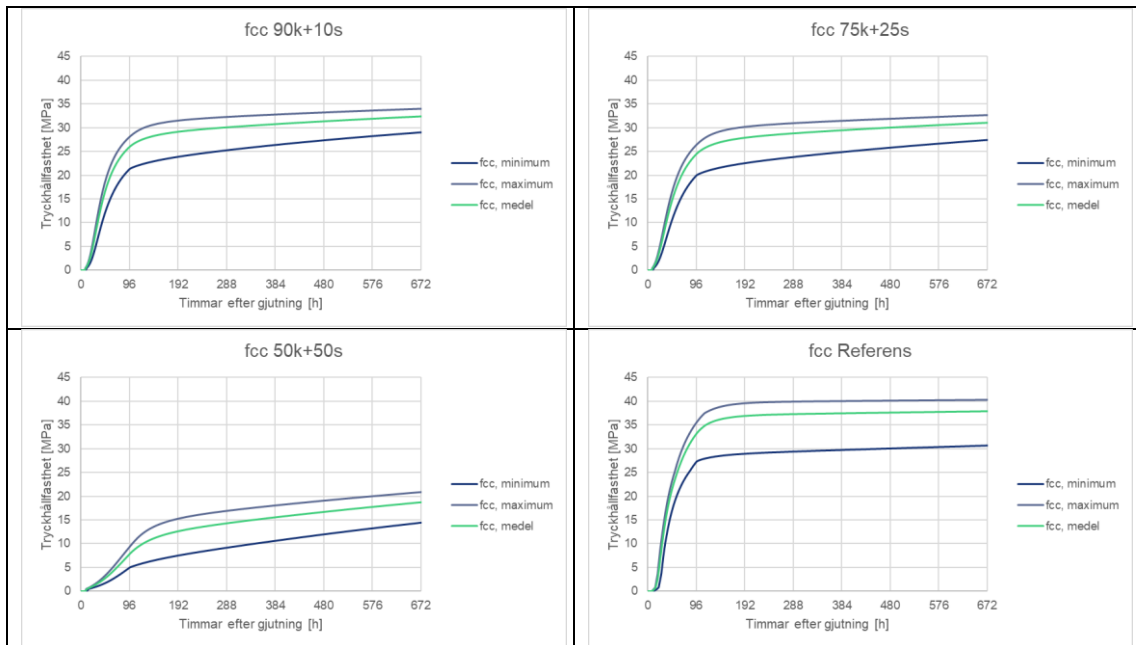 fcc 90k+10s
Tryckhållfasthet [MPa]
45
40
35
30
25
20
15
10
5
0
0 96 192 288 384 480 576 672
Timmar efter gjutning [h]
fcc, minimum
fcc, maximum
fcc, medel
fcc 75k+25s
Tryckhållfasthet [MPa]
45
40
35
30
25
20
15
10
5
0
0 96 192 288 384 480 576 672
Timmar efter gjutning [h]
fcc, minimum
fcc, maximum
fcc, medel
fcc 50k+50s
Tryckhållfasthet [MPa]
45
40
35
30
25
20
15
10
5
0
0 96 192 288 384 480 576 672
Timmar efter gjutning [h]
fcc, minimum
fcc, maximum
fcc, medel
fcc Referens
Tryckhållfasthet [MPa]
45
40
35
30
25
20
15
10
5
0
0 96 192 288 384 480 576 672
Timmar efter gjutning [h]
fcc, minimum
fcc, maximum
fcc, medel